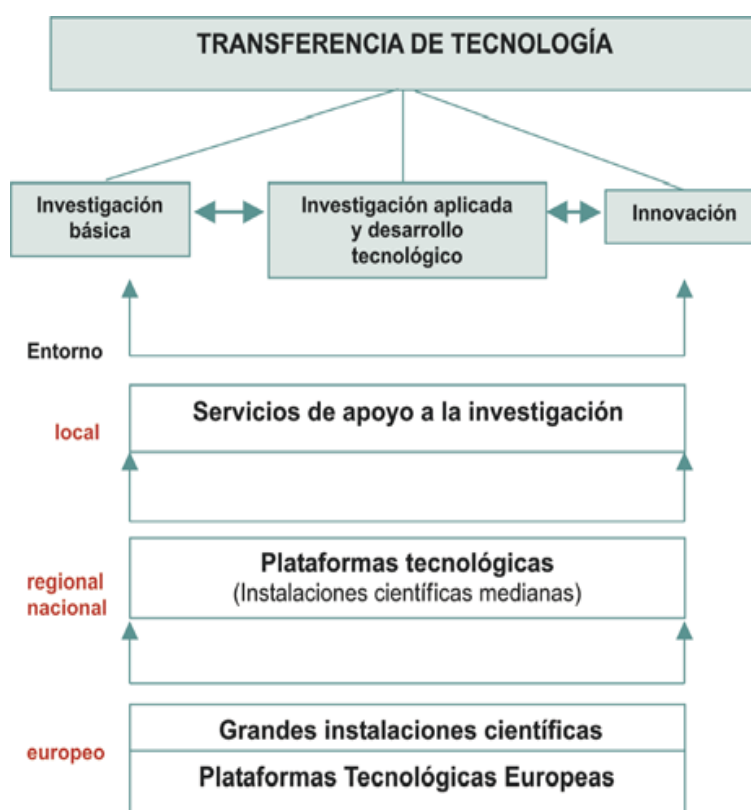 TRANSFERENCIA DE TECNOLOGÍA
Investigación
básica
Investigación aplicada
y desarrollo
tecnológico
Innovación
Entorno
local
Servicios de apoyo a la investigación
regional
nacional
Plataformas tecnológicas
(Instalaciones científicas medianas)
europeo
Grandes instalaciones científicas
Plataformas Tecnológicas Europeas